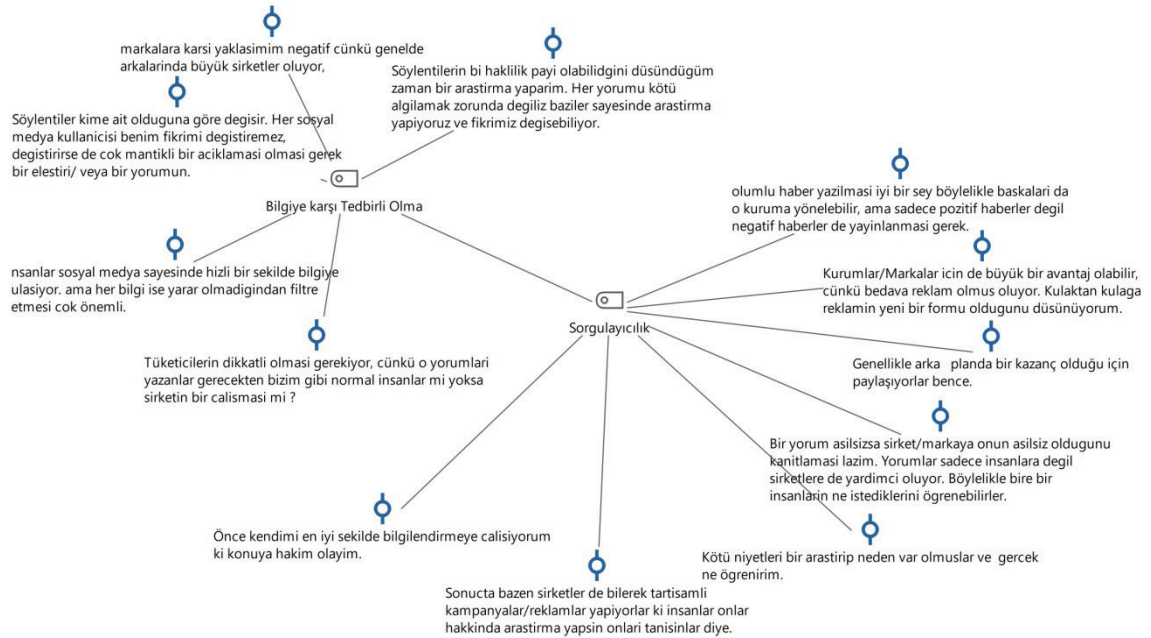 markalara karsi yaklasimim negatif cünkü genelde
arkalarinda büyük sirketler oluyor,
Söylentilerin bi haklilik payi olabilidgini düsündügüm
zaman bir arastirma yaparim. Her yorumu kötü
algilamak zorunda degiliz baziler sayesinde arastirma
yapiyoruz ve fikrimiz degisebiliyor.
Söylentiler kime ait olduguna göre degisir. Her sosyal
medya kullanicisi benim fikrimi degistiremez,
degistirirse de cok mantikli bir aciklamasi olmasi gerek
bir elestiri/ veya bir yorumun.
Bilgiye karşı Tedbirli Olma
olumlu haber yazilmasi iyi bir sey böylelikle baskalari da
o kuruma yönelebilir, ama sadece pozitif haberler degil
negatif haberler de yayinlanmasi gerek.
nsanlar sosyal medya sayesinde hizli bir sekilde bilgiye
ulasiyor. ama her bilgi ise yarar olmadigindan filtre
etmesi cok önemli.
Kurumlar/Markalar icin de büyük bir avantaj olabilir,
cünkü bedava reklam olmus oluyor. Kulaktan kulaga
reklamin yeni bir formu oldugunu düsünüyorum.
Sorgulayıcılık
Tüketicilerin dikkatli olmasi gerekiyor, cünkü o yorumlari
yazanlar gerecekten bizim gibi normal insanlar mi yoksa
sirketin bir calismasi mi ?
Genellikle arka planda bir kazanç olduğu için
paylaşıyorlar bence.
Bir yorum asilsizsa sirket/markaya onun asilsiz oldugunu
kanitlamasi lazim. Yorumlar sadece insanlara degil
sirketlere de yardimci oluyor. Böylelikle bire bir
insanlarin ne istediklerini ögrenebilirler.
Önce kendimi en iyi sekilde bilgilendirmeye calisiyorum
ki konuya hakim olayim.
Kötü niyetleri bir arastirip neden var olmuslar ve gercek
ne ögrenirim.
Sonucta bazen sirketler de bilerek tartisamli
kampanyalar/reklamlar yapiyorlar ki insanlar onlar
hakkinda arastirma yapsin onlari tanisinlar diye.